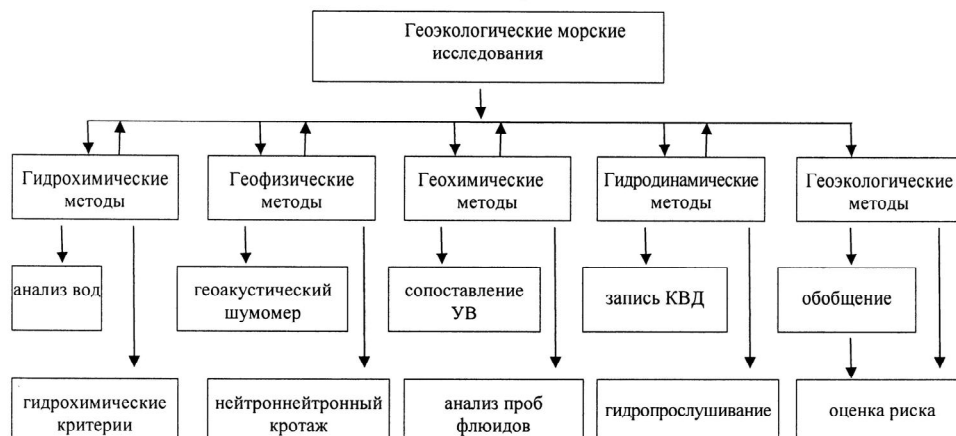 Геоэкологические морские
исследования
Гидрохимические
методы
Геофизические
методы
Геохимические
методы
Гидродинамические
методы
Геоэкологические
методы
анализ вод
геоакустический
шумомер
сопоставление
УВ
запись КВД
обобщение
гидрохимические
критерии
нейтроннейтронный
кротаж
анализ проб
флюидов
гидропрослушивание
оценка риска